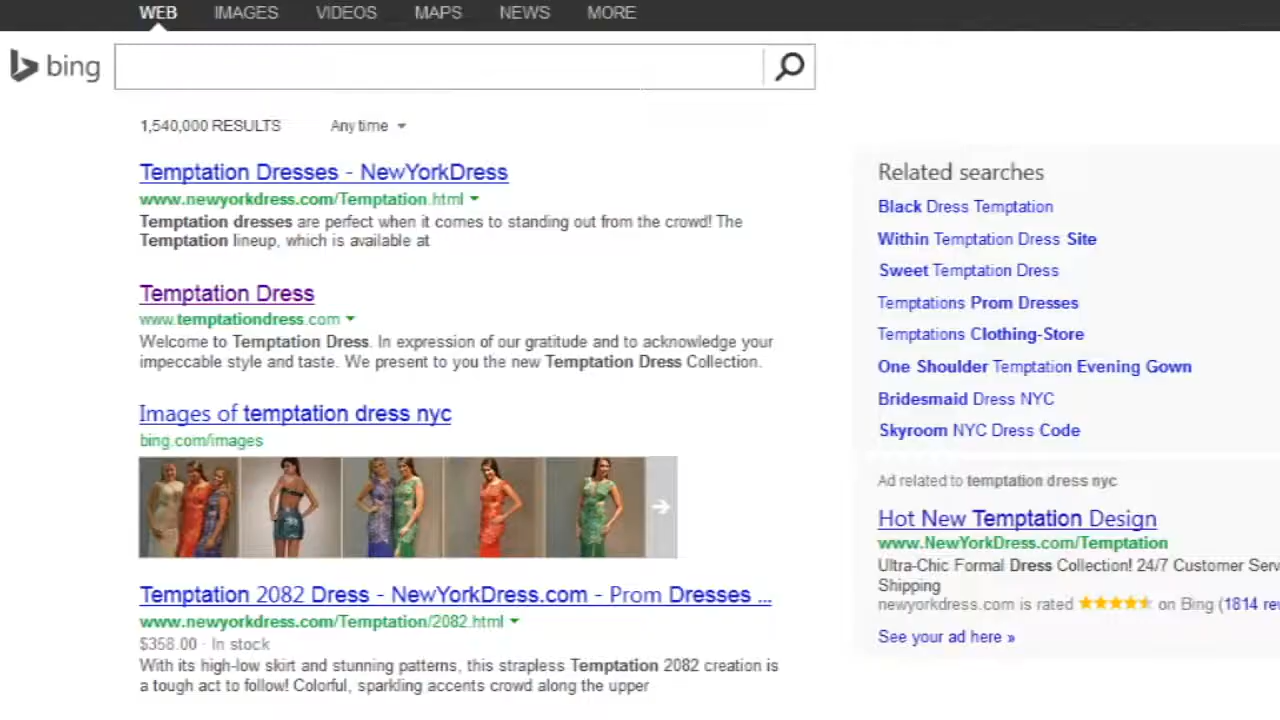 WEB IMAGES VIDEOS MAPS NEWS MORE
bing
1,540,000 RESULTS Any time
Temptation Dresses - NewYorkDress
www.newyorkdress.com/Temptation.html
Temptation dresses are perfect when it comes to standing out from the crowd! The
Temptation lineup, which is available at
Temptation Dress
www.temptationdress.com
Welcome to Temptation Dress. In expression of our gratitude and to acknowledge your
impeccable style and taste. We present to you the new Temptation Dress Collection.
Images of temptation dress nyc
bing.com/images
Temptation 2082 Dress - NewYorkDress.com - Prom Dresses ...
www.newyorkdress.com/Temptation/2082.html
$358.00 · In stock
With its high-low skirt and stunning patterns, this strapless Temptation 2082 creation is
a tough act to follow! Colorful, sparkling accents crowd along the upper
Related searches
Black Dress Temptation
Within Temptation Dress Site
Sweet Temptation Dress
Temptations Prom Dresses
Temptations Clothing-Store
One Shoulder Temptation Evening Gown
Bridesmaid Dress NYC
Skyroom NYC Dress Code
Ad related to temptation dress nyc
Hot New Temptation Design
www.NewYorkDress.com/Temptation
Ultra-Chic Formal Dress Collection! 24/7 Customer Serv
Shipping
newyorkdress.com is rated on Bing (1814 re
See your ad here »